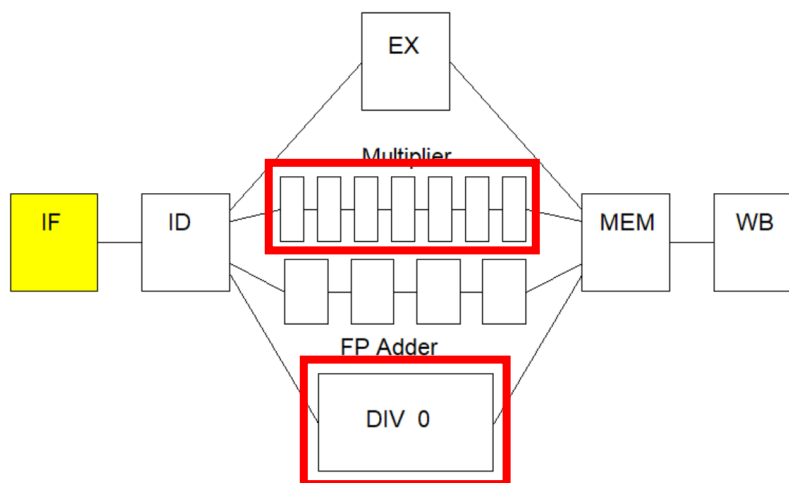 EX
Multiplier
IF
ID
MEM
WB
FP Adder
DIV 0